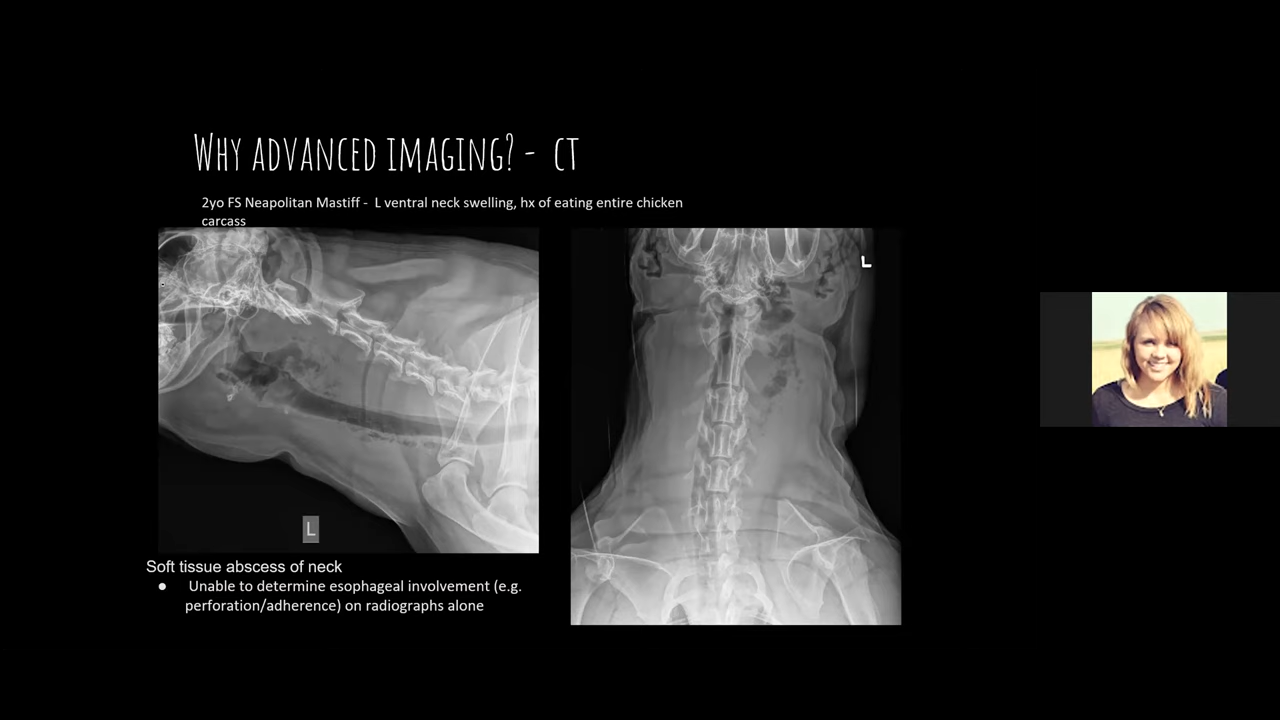 Why advanced imaging? - CT
2yo FS Neapolitan Mastiff - L ventral neck swelling, hx of eating entire chicken
carcass
L
L
Soft tissue abscess of neck
● Unable to determine esophageal involvement (e.g.
perforation/adherence) on radiographs alone